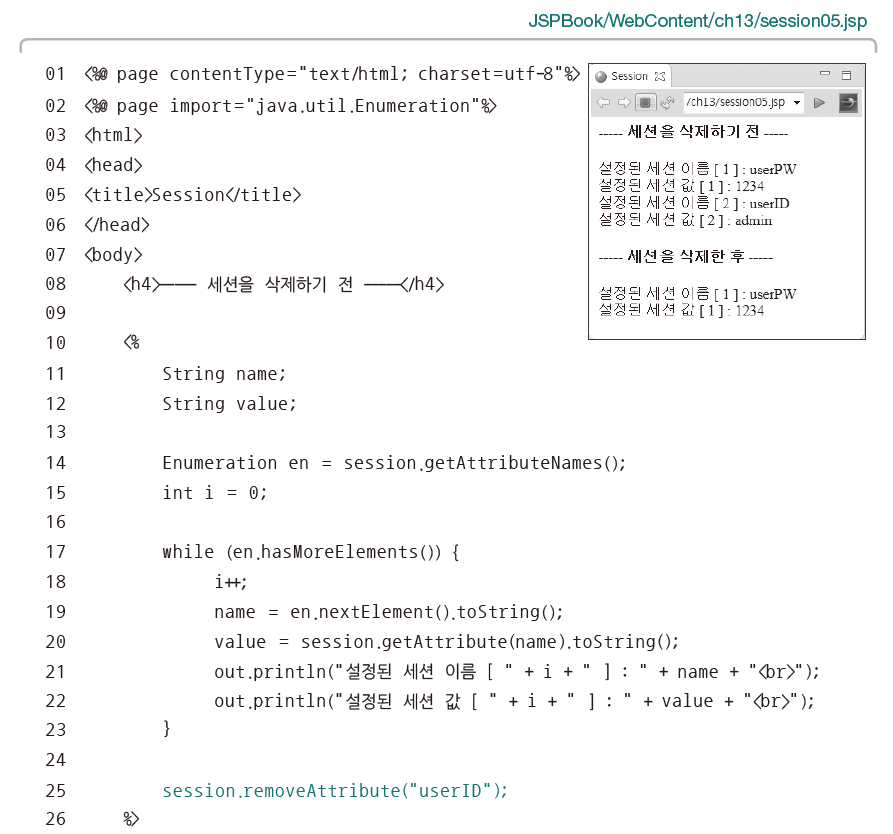 JSPBook/WebContent/ch13/session05.jsp
01 <%@ page contentType="text/html; charset=utf-8"%>
02 <%@ page import="java.util.Enumeration"%>
03 <html>
04 <head>
05 <title>Session</title>
06 </head>
07 <body>
08 <h4>---- 세션을 삭제하기 전 ----</h4>
09
10 <%
11 String name;
12 String value;
13
14 Enumeration en = session.getAttributeNames();
15 int i = 0;
16
17 while (en.hasMoreElements()) {
18 i++;
19 name = en.nextElement().toString();
20 value = session.getAttribute(name).toString();
21 out.println("설정된 세션 이름 [ " + i + " ] : " + name + "<br>");
22 out.println("설정된 세션 값 [ " + i + " ] : " + value + "<br>");
23 }
24
25 session.removeAttribute("userID");
26 %>
Session
/ch13/session05.jsp
----- 세션을 삭제하기 전 -----
설정된 세션 이름 [ 1 ] : userPW
설정된 세션 값 [ 1 ] : 1234
설정된 세션 이름 [ 2 ] : userID
설정된 세션 값 [ 2 ] : admin
----- 세션을 삭제한 후 -----
설정된 세션 이름 [ 1 ] : userPW
설정된 세션 값 [ 1 ] : 1234